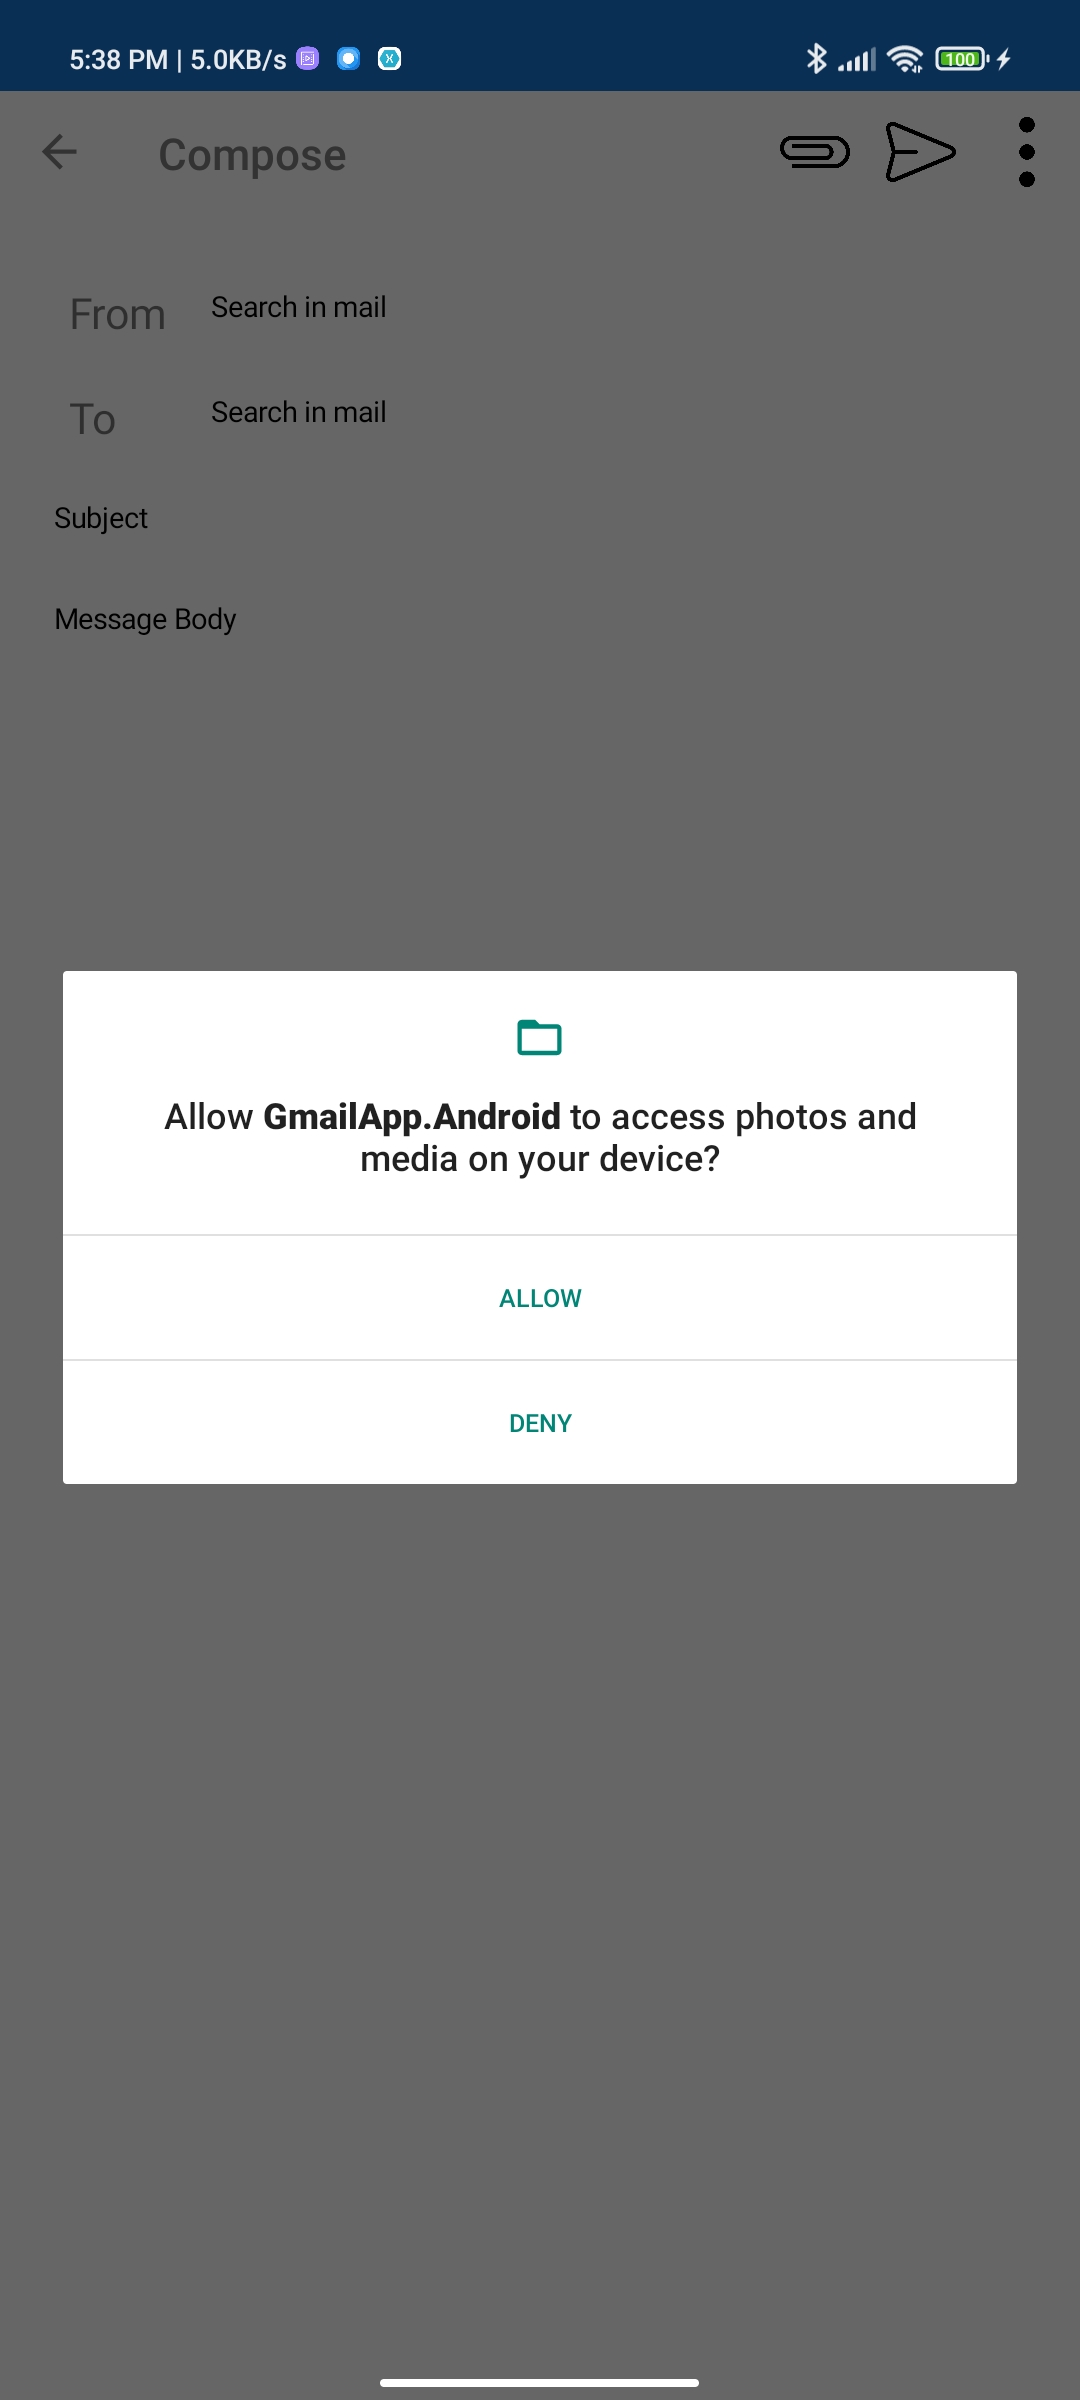 5:38 PM | 5.0KB/s
100
Compose
From Search in mail
To Search in mail
Subject
Message Body
Allow GmailApp.Android to access photos and
media on your device?
ALLOW
DENY